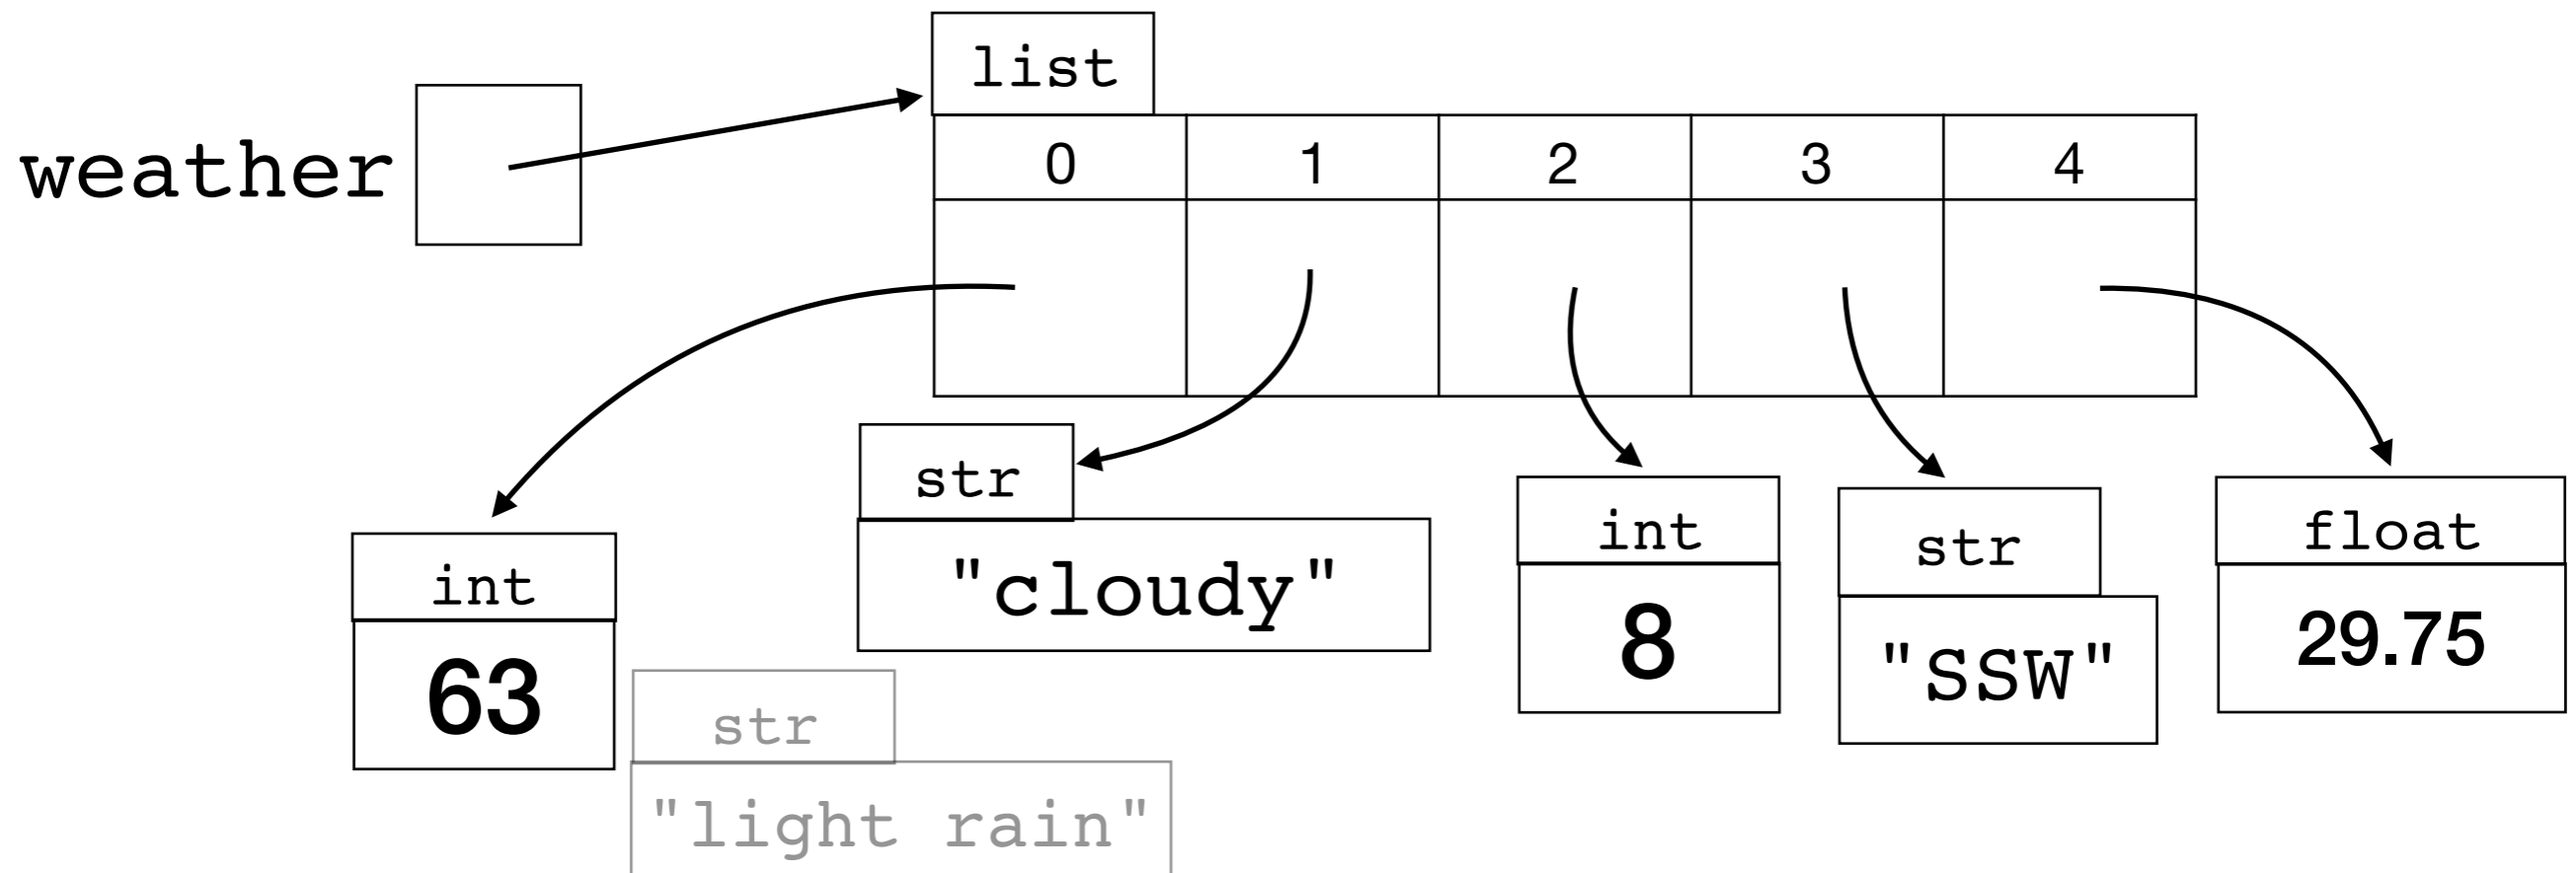 list
weather
0 1 2 3 4
str
"cloudy"
int
63
int
8
str
"SSW"
float
29.75
str
"light rain"